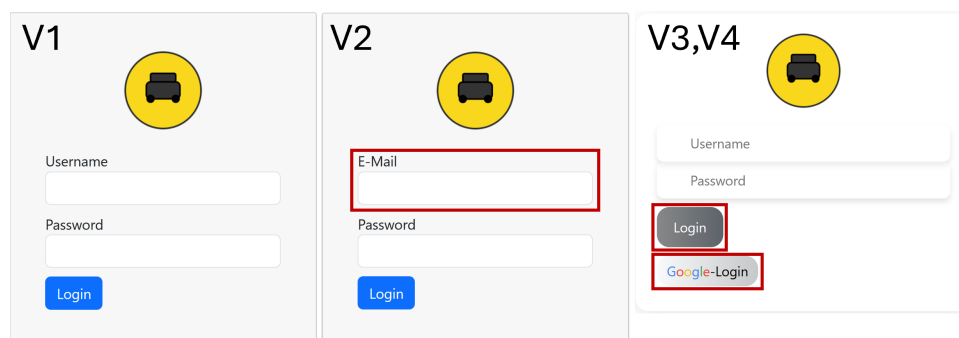 V1
Username
Password
Login
V2
E-Mail
Password
Login
V3,V4
Username
Password
Login
Google-Login